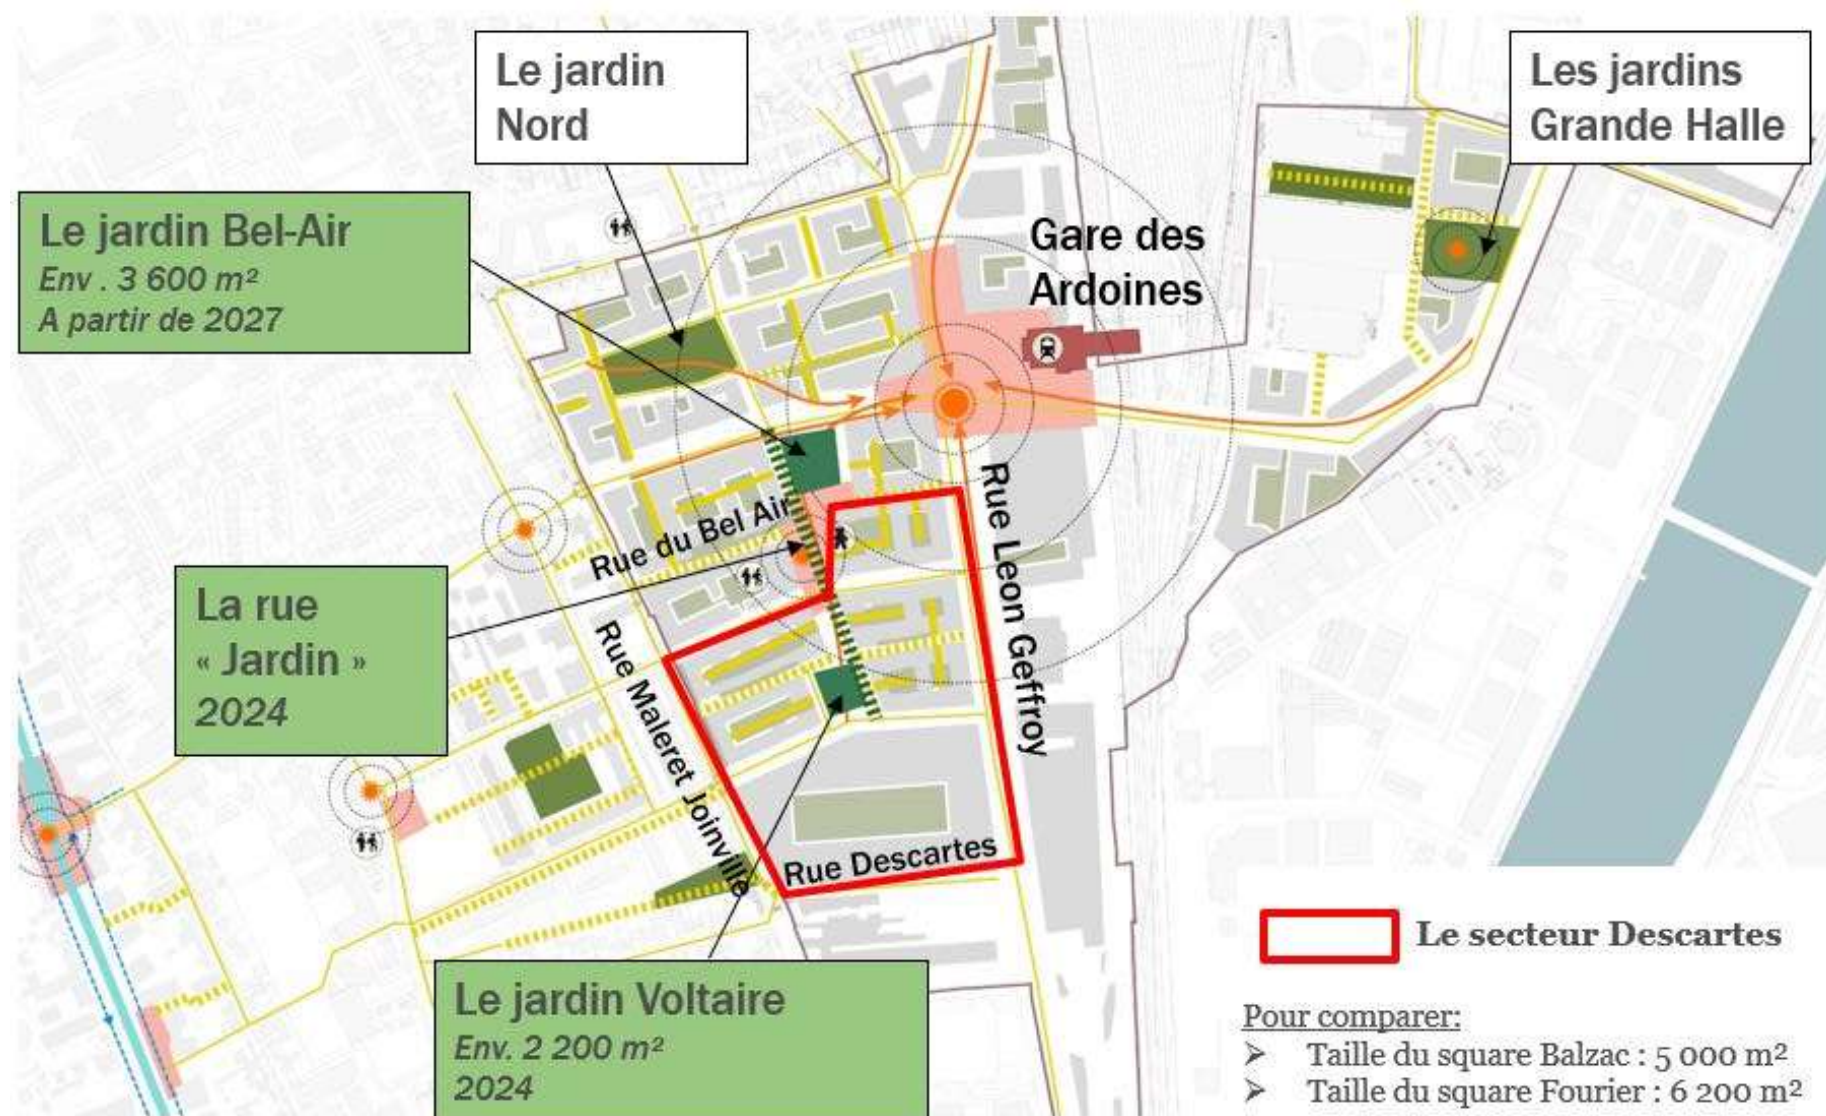 Le jardin
Nord
Les jardins
Grande Halle
Le jardin Bel-Air
Env . 3 600 m²
A partir de 2027
Gare des
Ardoines
Rue du Bel Air
Rue Leon Geffroy
La rue
« Jardin »
2024
Rue Maleret Joinville
Rue Descartes
Le jardin Voltaire
Env. 2 200 m²
2024
Le secteur Descartes
Pour comparer:
➢ Taille du square Balzac : 5 000 m²
➢ Taille du square Fourier : 6 200 m²